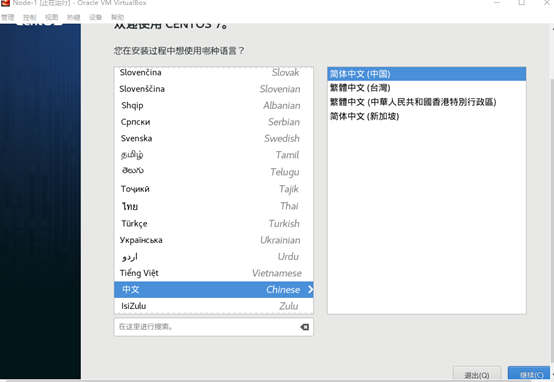 Node-1 [正在运行] - Oracle VM VirtualBox
管理 控制 视图 热键 设备 帮助
欢迎使用 CENTOS 7。
您在安装过程中想使用哪种语言？
Slovenčina Slovak
Slovenščina Slovenian
Shqip Albanian
Српски Serbian
Svenska Swedish
தமிழ் Tamil
తెలుగు Telugu
Тоҷикӣ Tajik
ไทย Thai
Türkçe Turkish
Українська Ukrainian
اردو Urdu
Tiếng Việt Vietnamese
中文 Chinese
IsiZulu Zulu
简体中文 (中国)
繁體中文 (台灣)
繁體中文 (中華人民共和國香港特別行政區)
简体中文 (新加坡)
在这里进行搜索。
退出(Q) 继续(C)